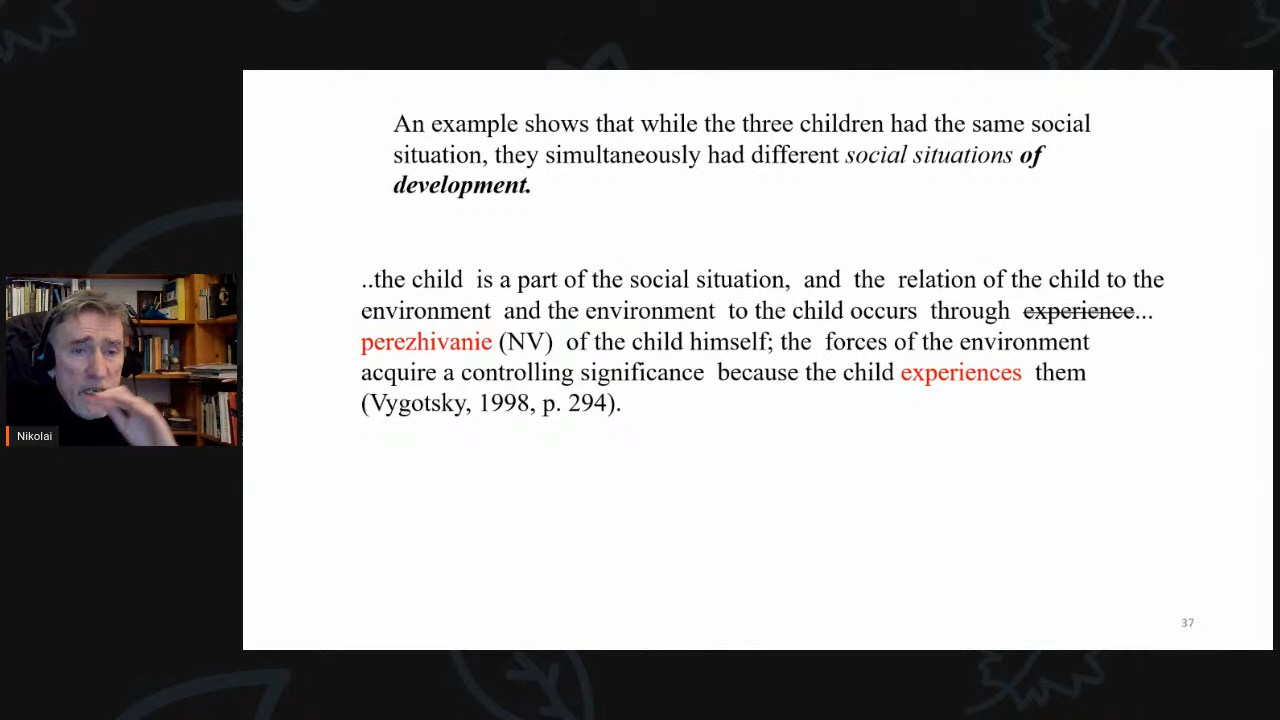 An example shows that while the three children had the same social
situation, they simultaneously had different social situations of
development.
..the child is a part of the social situation, and the relation of the child to the
environment and the environment to the child occurs through experience...
perezhivanie (NV) of the child himself; the forces of the environment
acquire a controlling significance because the child experiences them
(Vygotsky, 1998, p. 294).
Nikolai
37